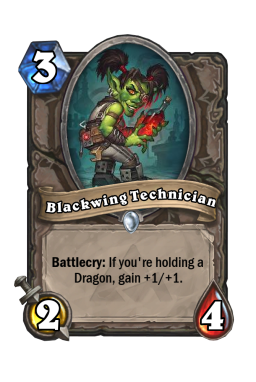 3
Blackwing Technician
Battlecry: If you're holding a
Dragon, gain +1/+1.
2
4